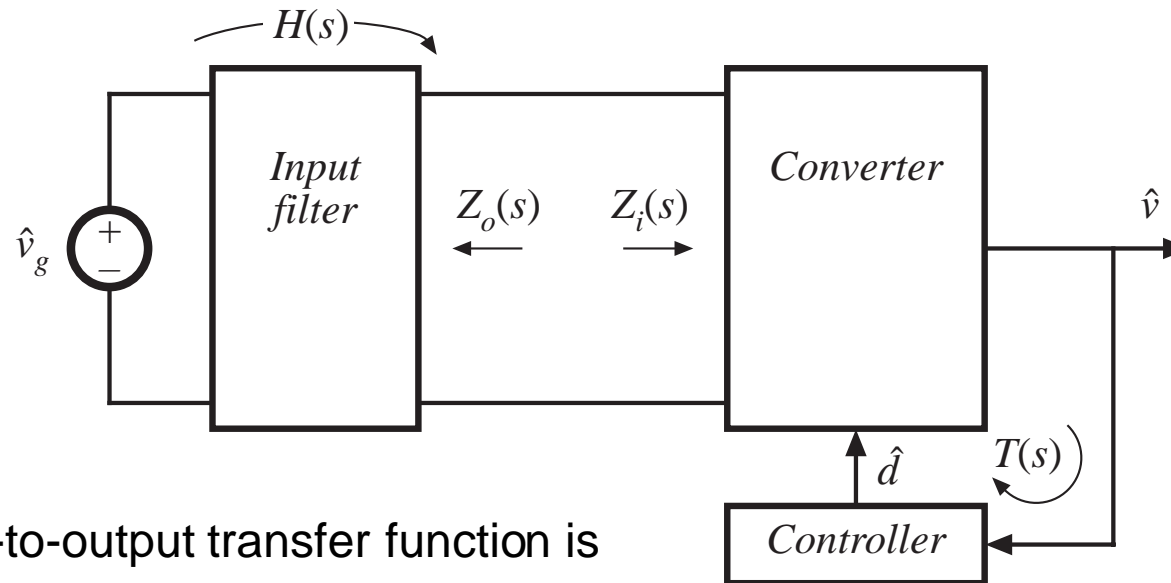 H(s)
Input
filter
Converter
Z_o(s)
Z_i(s)
v̂_g
+
–
v̂
d̂
T(s)
Controller
-to-output transfer function is